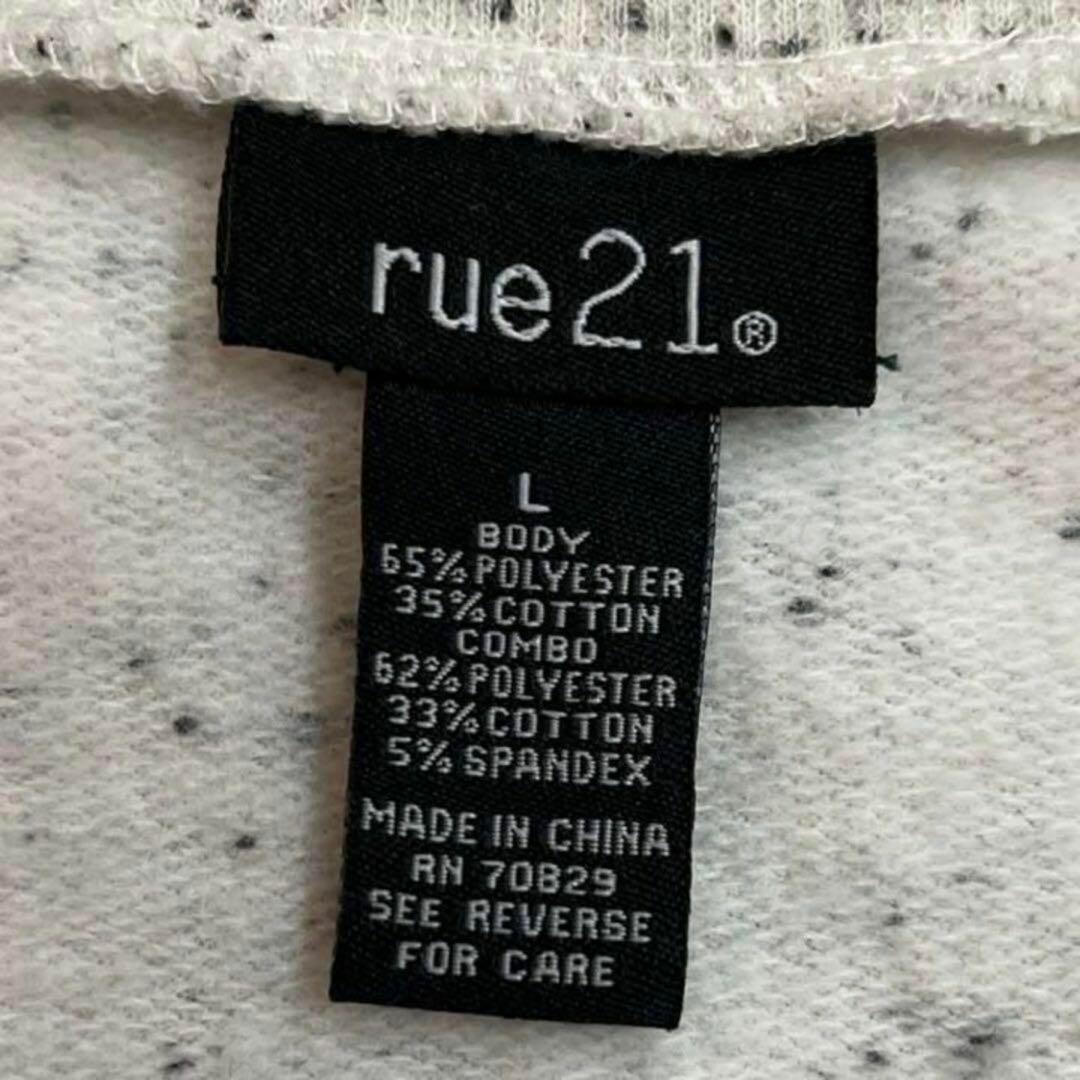 rue21®
L
BODY
65% POLYESTER
35% COTTON
COMBO
62% POLYESTER
33% COTTON
5% SPANDEX
MADE IN CHINA
RN 70829
SEE REVERSE
FOR CARE